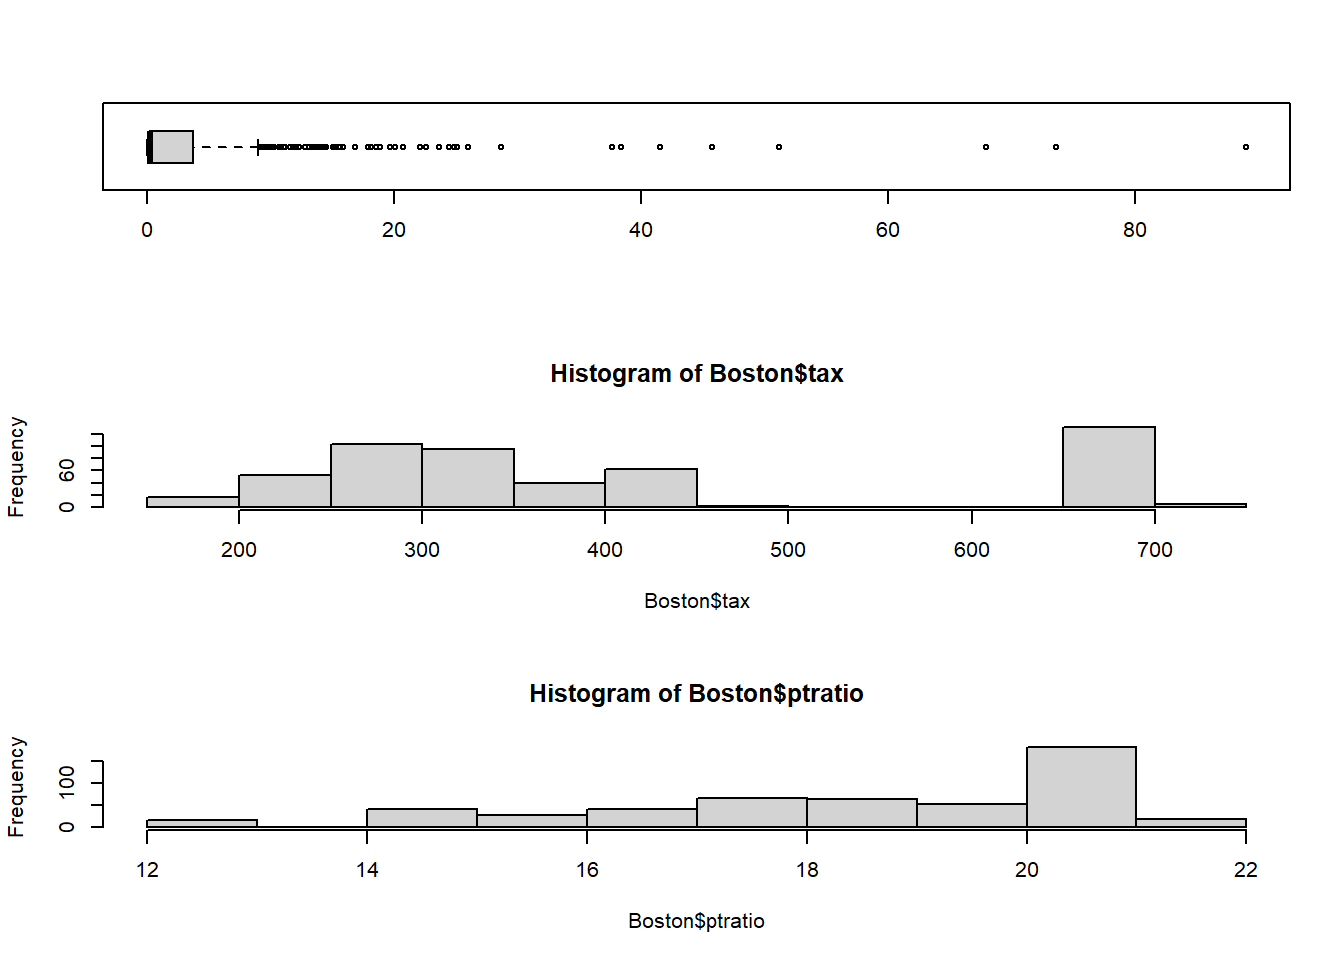 0 20 40 60 80
Histogram of Boston$tax
Frequency
0 60
200 300 400 500 600 700
Boston$tax
Histogram of Boston$ptratio
Frequency
0 100
12 14 16 18 20 22
Boston$ptratio